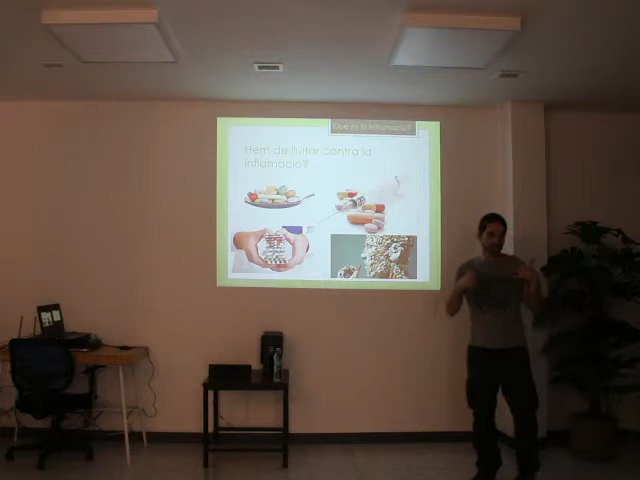 Què és la inflamació?
Hem de lluitar contra la
inflamació?